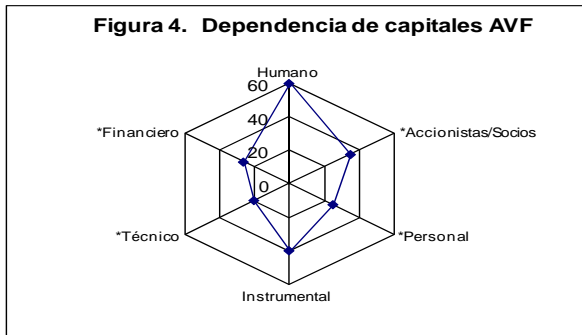 Figura 4. Dependencia de capitales AVF
Humano
60
*Financiero
40
*Accionistas/Socios
20
0
*Técnico
*Personal
Instrumental